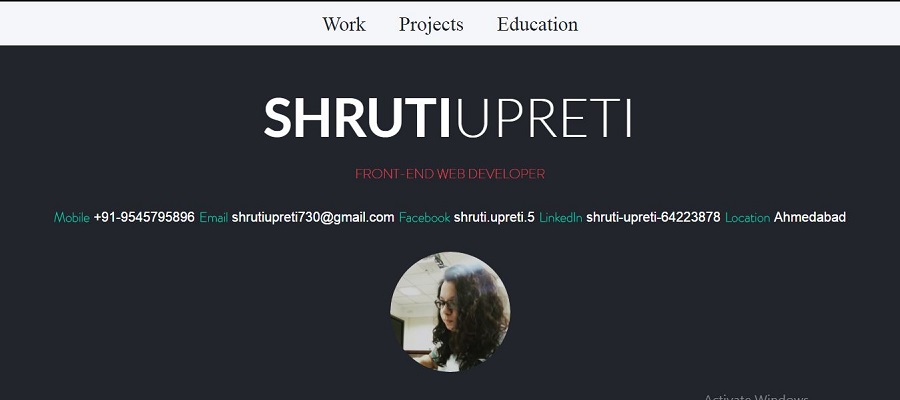 Work Projects Education
SHRUTIUPRETI
FRONT-END WEB DEVELOPER
Mobile +91-9545795896 Email shrutiupreti730@gmail.com Facebook shruti.upreti.5 LinkedIn shruti-upreti-64223878 Location Ahmedabad
Activate Windows